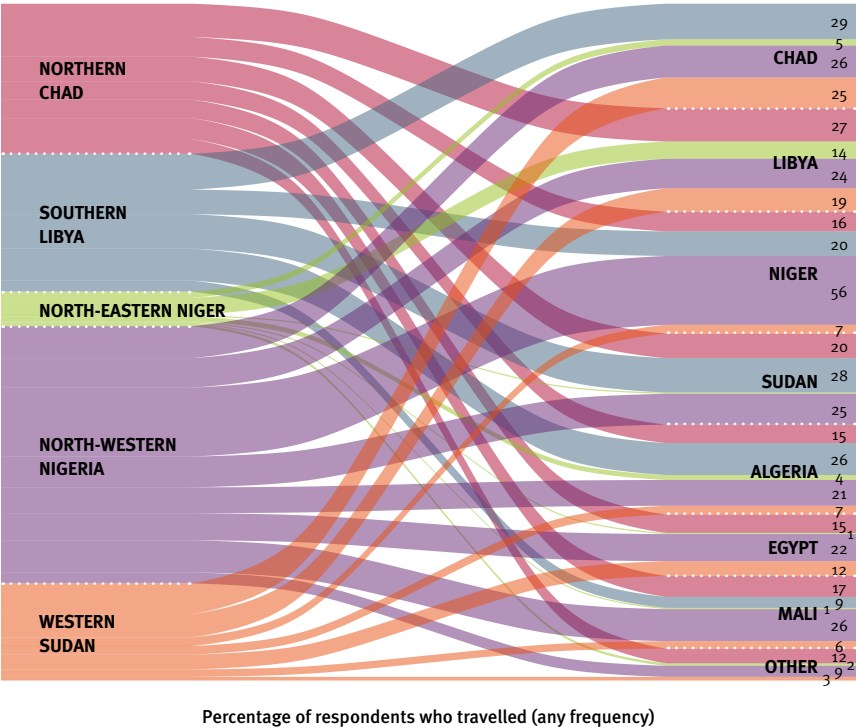 29
5
CHAD
26
25
27
14
LIBYA
24
19
16
20
NIGER
56
7
20
SUDAN
28
25
15
26
ALGERIA
4
21
7
15
1
EGYPT
22
12
17
9
1
MALI
26
6
12
2
OTHER
9
3
NORTHERN
CHAD
SOUTHERN
LIBYA
NORTH-EASTERN NIGER
NORTH-WESTERN
NIGERIA
WESTERN
SUDAN
Percentage of respondents who travelled (any frequency)